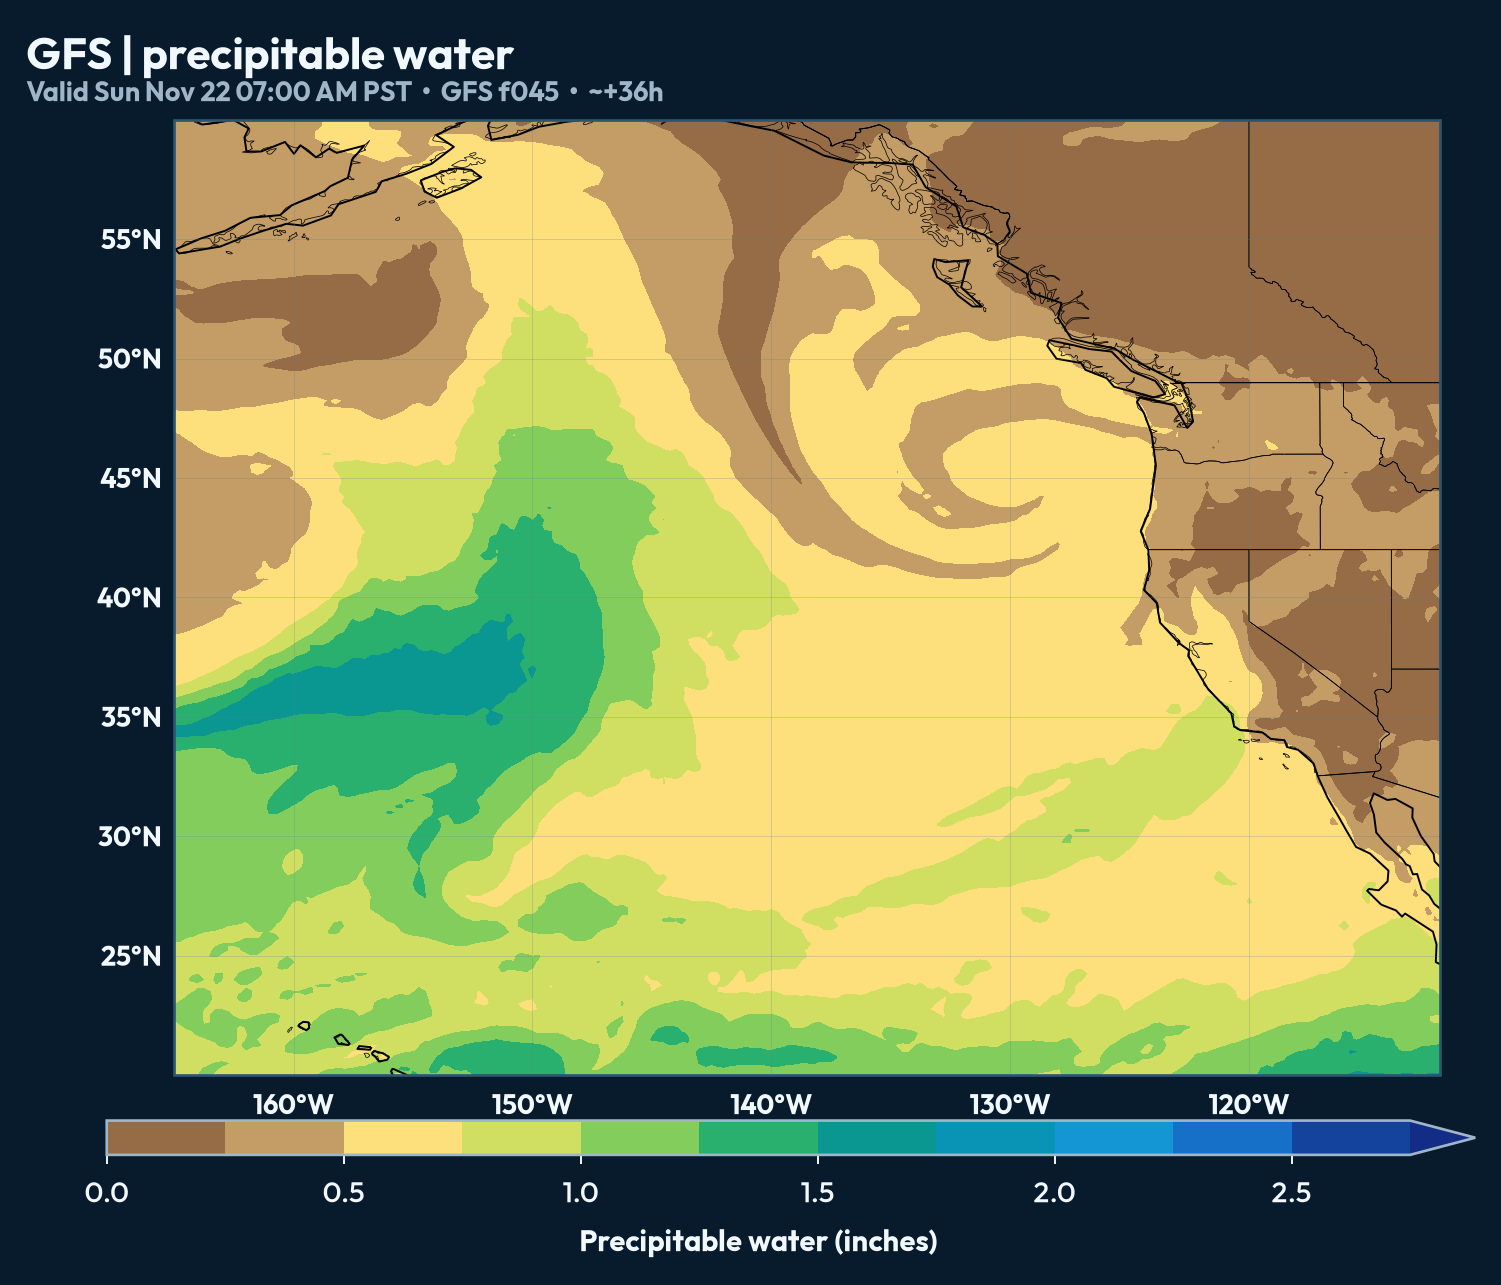 GFS | precipitable water
Valid Sun Nov 22 07:00 AM PST • GFS f045 • ~+36h
55°N
50°N
45°N
40°N
35°N
30°N
25°N
160°W 150°W 140°W 130°W 120°W
0.0 0.5 1.0 1.5 2.0 2.5
Precipitable water (inches)